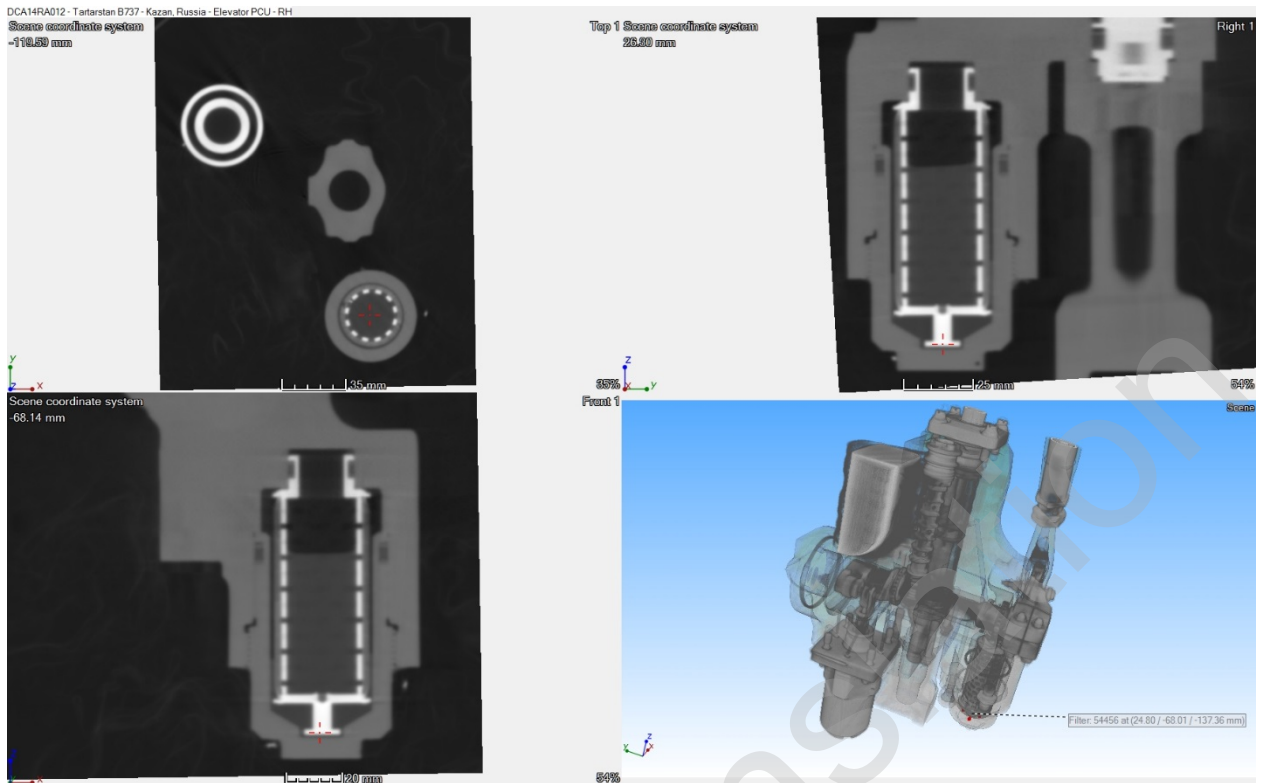 DCA14RA012 - Tartarstan B737 - Kazan, Russia - Elevator PCU - RH
Scene coordinate system
-119.59 mm
Top 1
35 mm
35%
Scene coordinate system
26.30 mm
Right 1
25 mm
54%
Scene coordinate system
-68.14 mm
Front 1
20 mm
54%
Scene
Filter: 54456 at (24.80 / -68.01 / -137.36 mm)
z
y
x